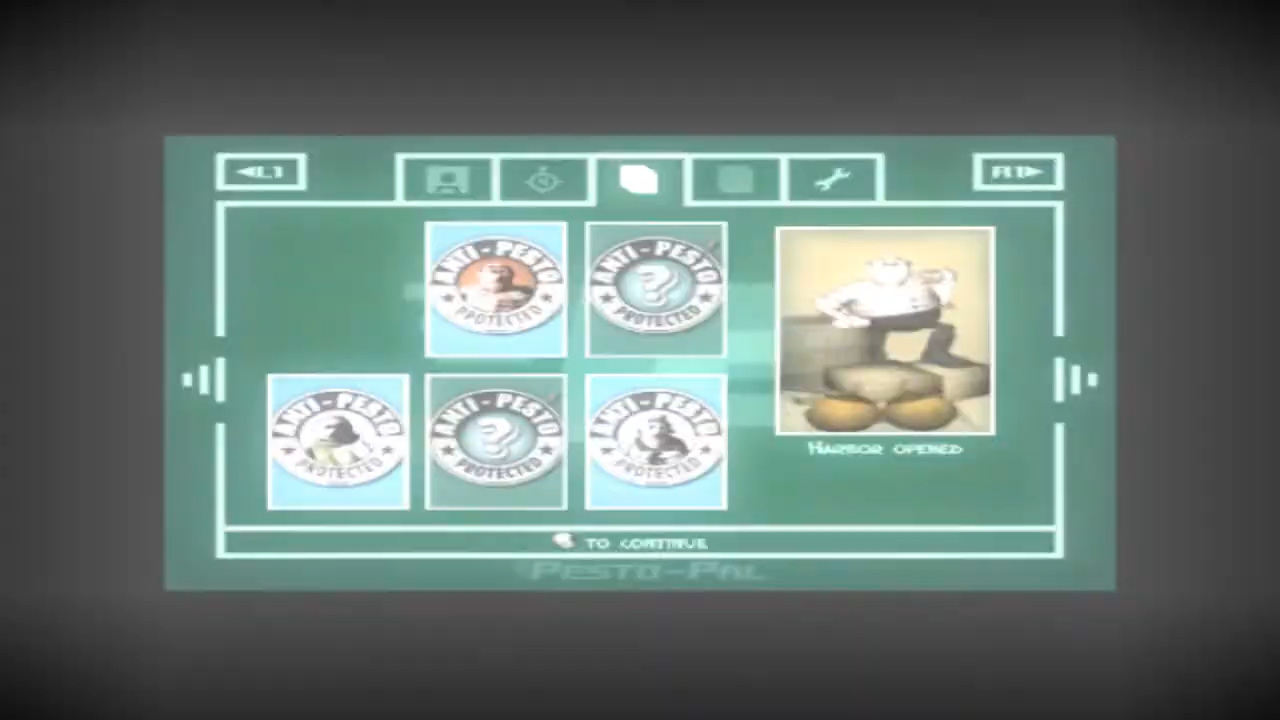 L1
R1
ANTI-PESTO
PROTECTED
ANTI-PESTO
?
PROTECTED
ANTI-PESTO
PROTECTED
ANTI-PESTO
?
PROTECTED
ANTI-PESTO
PROTECTED
HARBOR OPENED
TO CONTINUE
PESTO-PAL